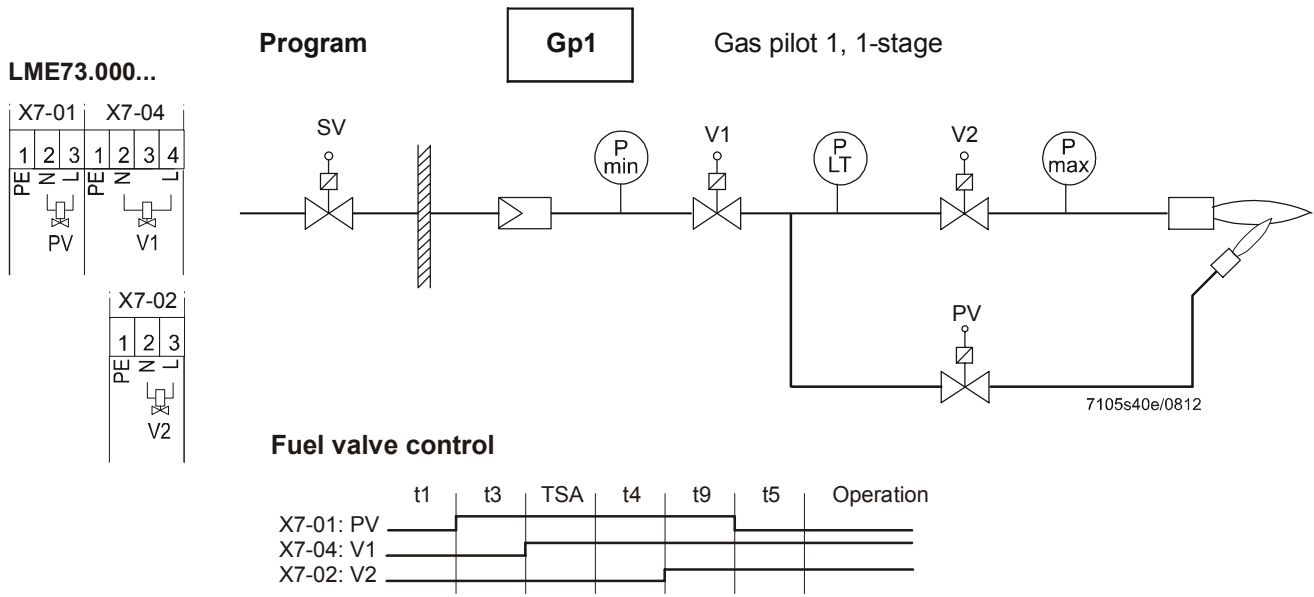 Program Gp1 Gas pilot 1, 1-stage
LME73.000...
X7-01 X7-04
1 2 3 1 2 3 4
PE N L PE N L
PV V1
X7-02
1 2 3
PE N L
V2
SV
P min
V1
P LT
V2
P max
PV
7105s40e/0812
Fuel valve control
t1 t3 TSA t4 t9 t5 Operation
X7-01: PV
X7-04: V1
X7-02: V2